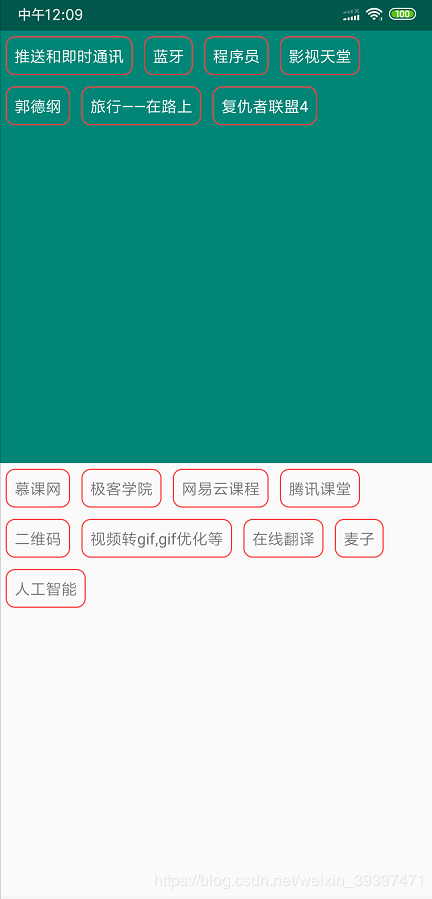 中午12:09 100
推送和即时通讯 蓝牙 程序员 影视天堂
郭德纲 旅行——在路上 复仇者联盟4
慕课网 极客学院 网易云课程 腾讯课堂
二维码 视频转gif,gif优化等 在线翻译 麦子
人工智能
https://blog.csdn.net/weixin_39397471